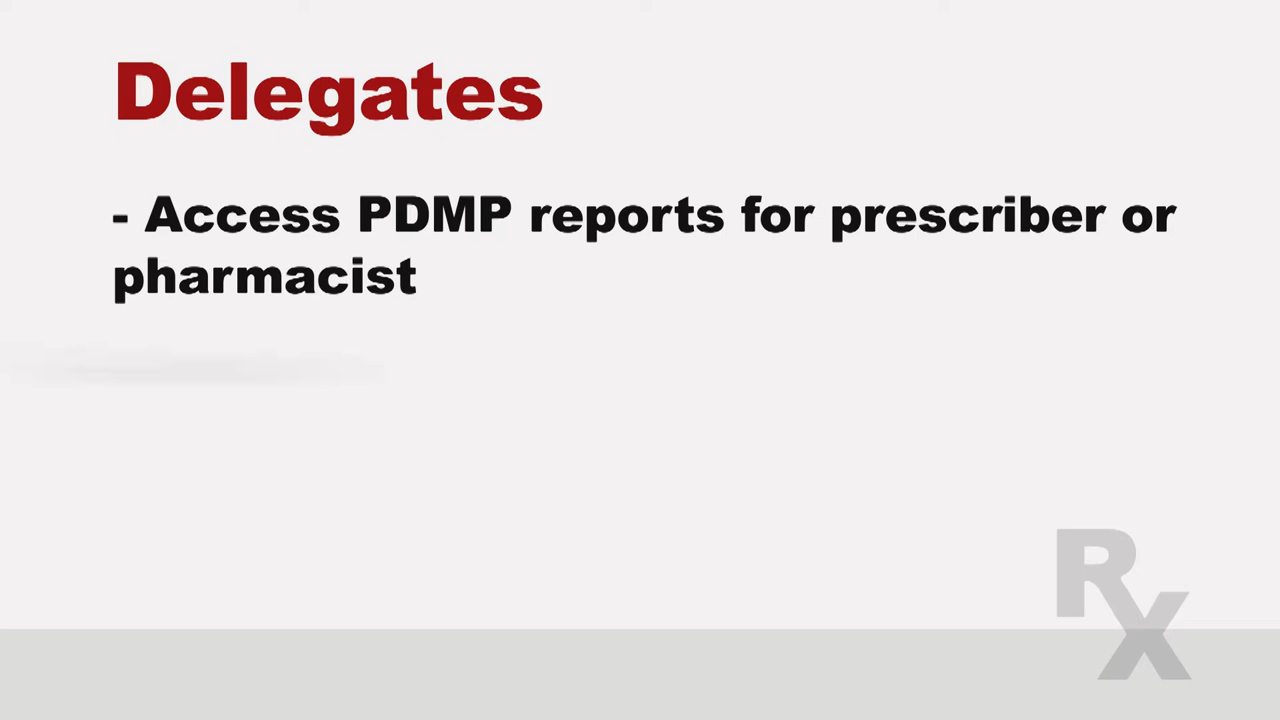 Delegates
- Access PDMP reports for prescriber or
pharmacist
Rx